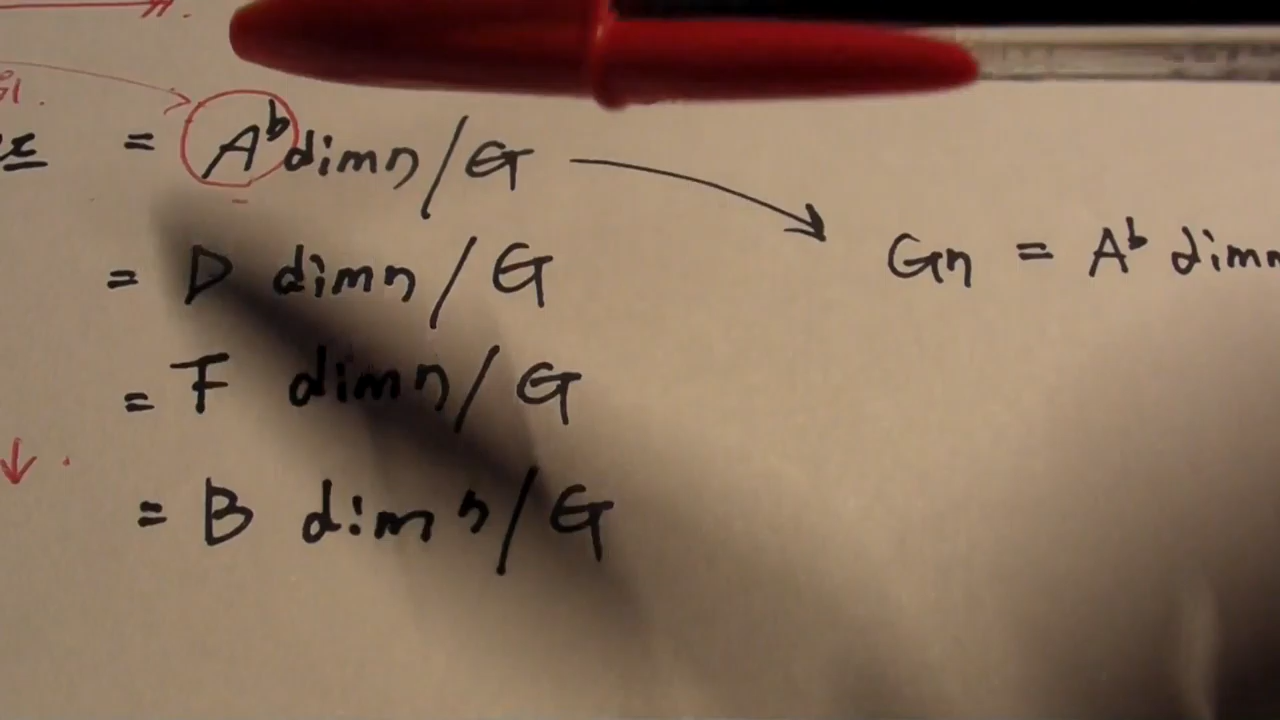 = A♭ dim7/G
G7 = A♭ dim
= D dim7/G
= F dim7/G
= B dim7/G